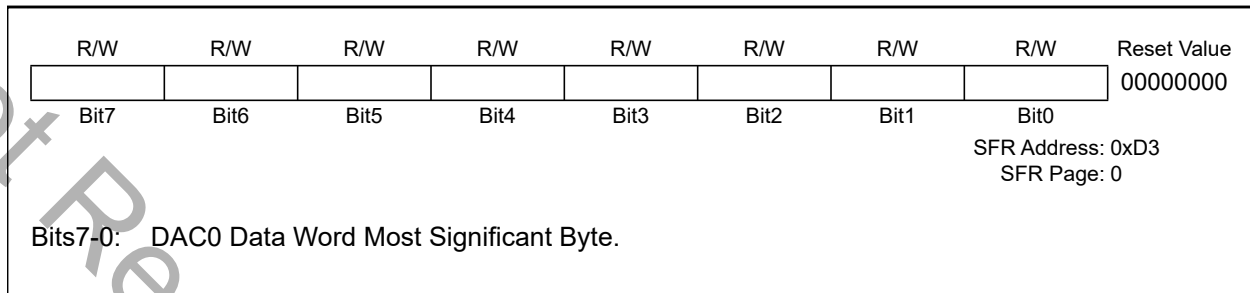 R/W R/W R/W R/W R/W R/W R/W R/W Reset Value
00000000
Bit7 Bit6 Bit5 Bit4 Bit3 Bit2 Bit1 Bit0
SFR Address: 0xD3
SFR Page: 0
Bits7-0: DAC0 Data Word Most Significant Byte.